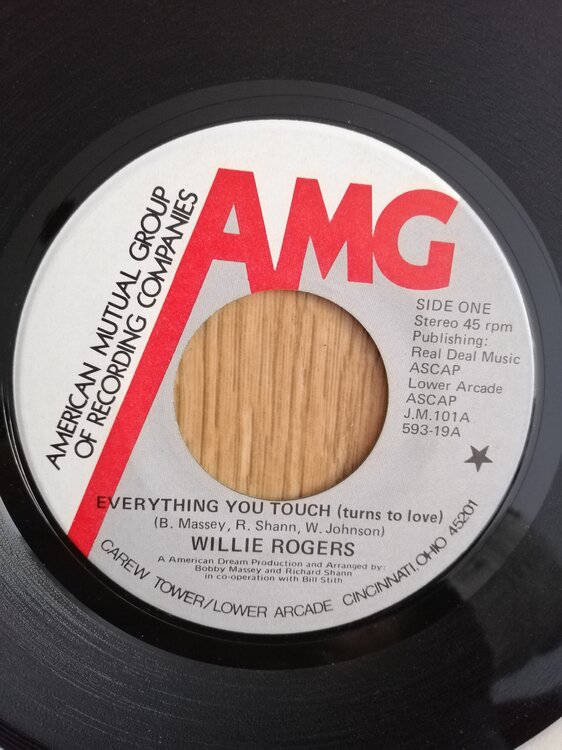 AMERICAN MUTUAL GROUP
OF RECORDING COMPANIES
AMG
SIDE ONE
Stereo 45 rpm
Publishing:
Real Deal Music
ASCAP
Lower Arcade
ASCAP
J.M.101A
593-19A
EVERYTHING YOU TOUCH (turns to love)
(B. Massey, R. Shann, W. Johnson)
WILLIE ROGERS
A American Dream Production and Arranged by:
Bobby Massey and Richard Shann
in co-operation with Bill Stith
CAREW TOWER/LOWER ARCADE CINCINNATI.OHIO 45201